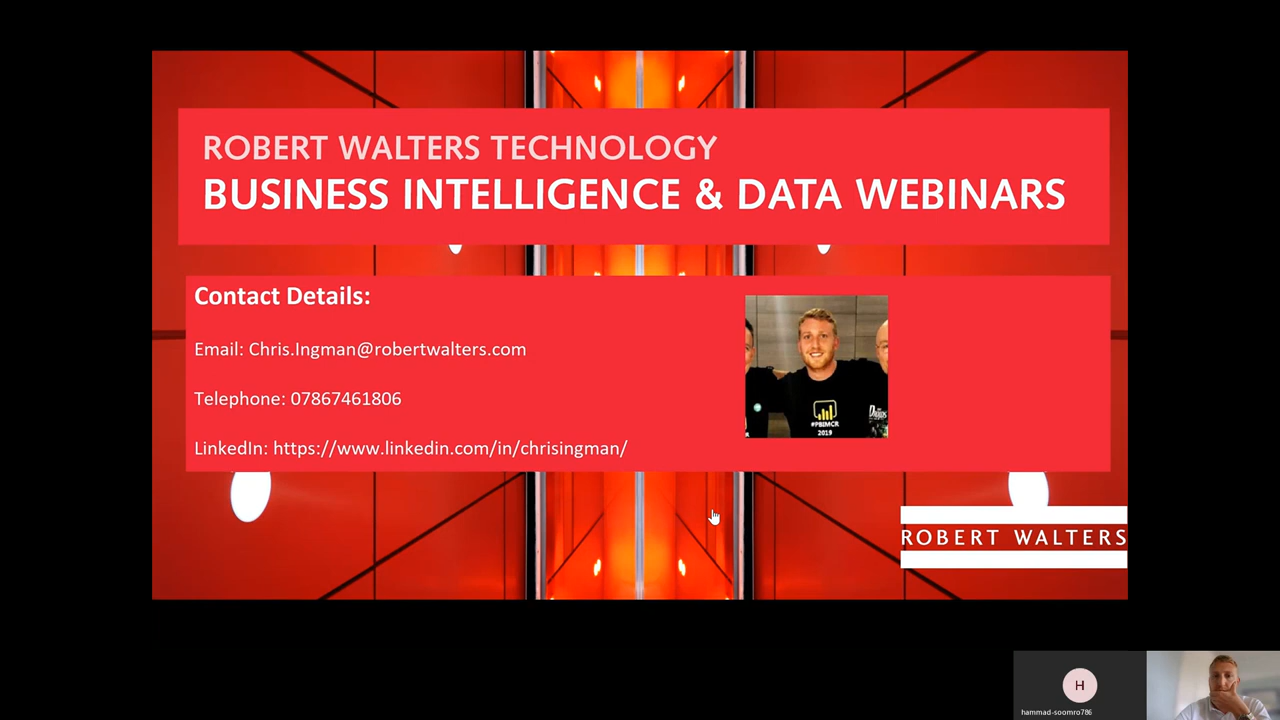 ROBERT WALTERS TECHNOLOGY
BUSINESS INTELLIGENCE & DATA WEBINARS
Contact Details:
Email: Chris.Ingman@robertwalters.com
Telephone: 07867461806
LinkedIn: https://www.linkedin.com/in/chrisingman/
#PBIMCR
2019
ROBERT WALTERS
H
hammad-soomro786